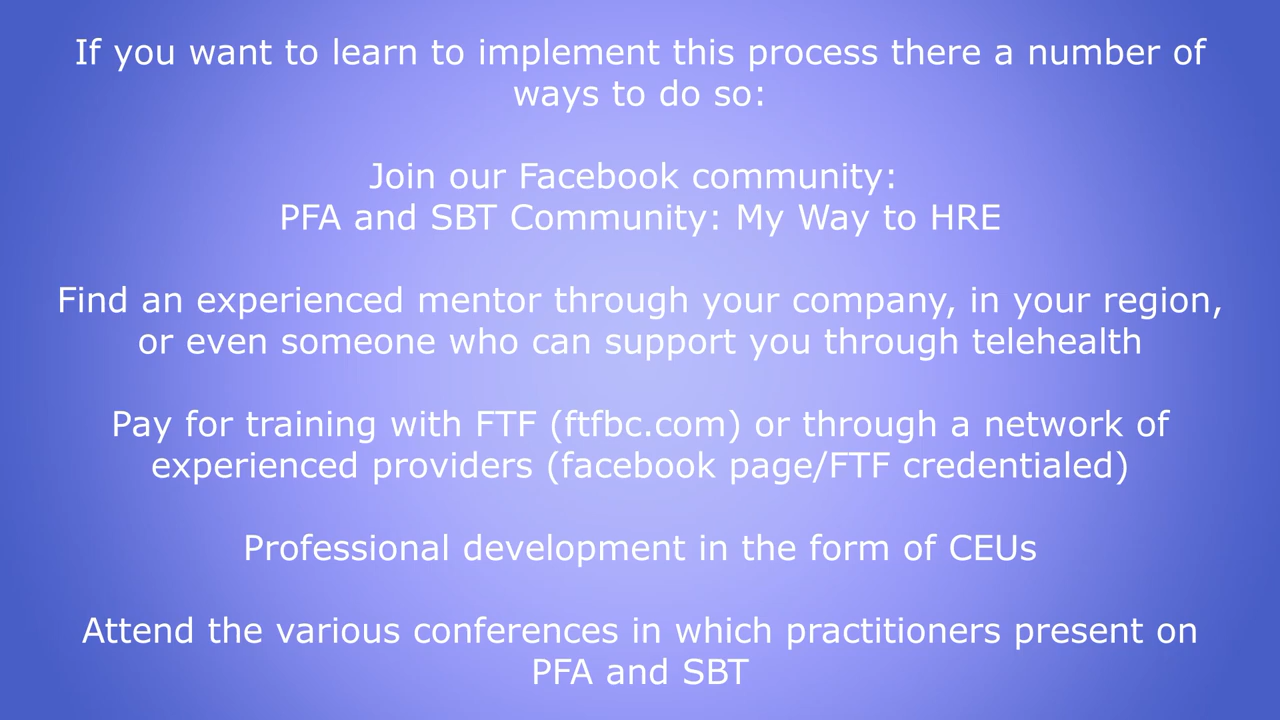 If you want to learn to implement this process there a number of
ways to do so:
Join our Facebook community:
PFA and SBT Community: My Way to HRE
Find an experienced mentor through your company, in your region,
or even someone who can support you through telehealth
Pay for training with FTF (ftfbc.com) or through a network of
experienced providers (facebook page/FTF credentialed)
Professional development in the form of CEUs
Attend the various conferences in which practitioners present on
PFA and SBT